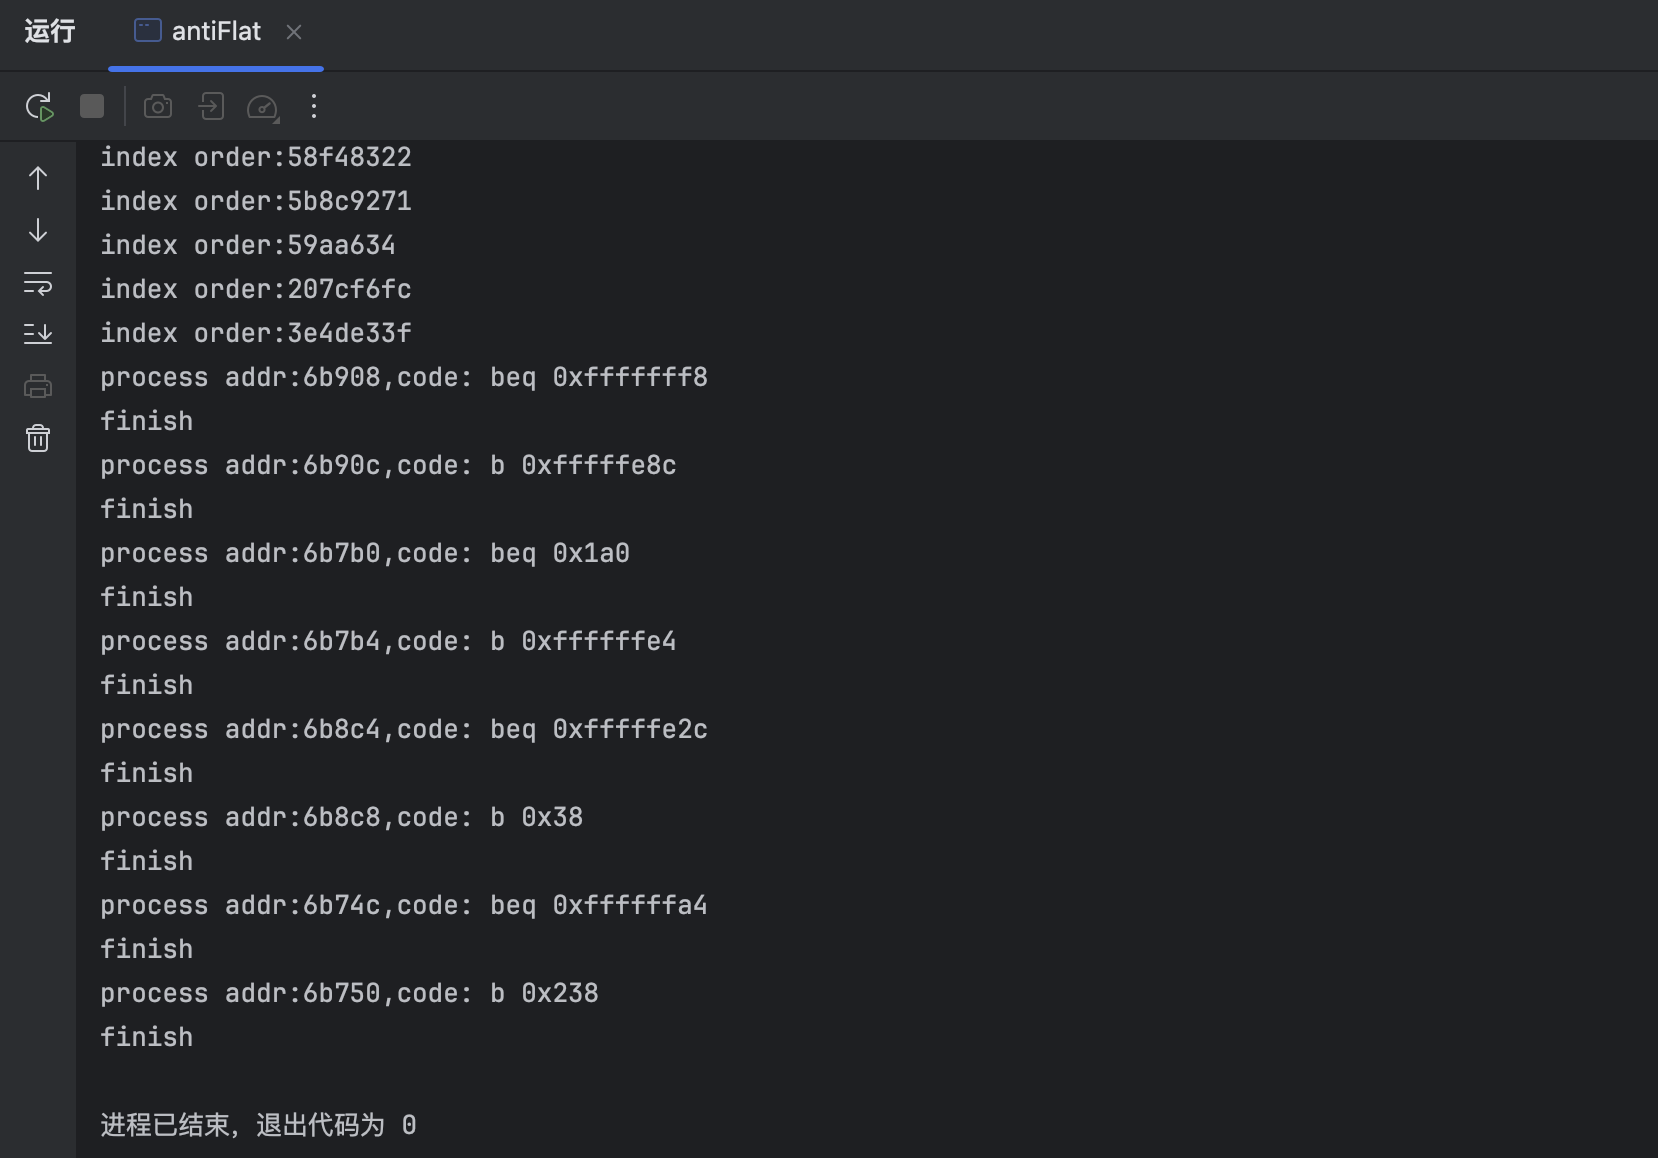 运行 antiFlat
index order:58f48322
index order:5b8c9271
index order:59aa634
index order:207cf6fc
index order:3e4de33f
process addr:6b908,code: beq 0xfffffff8
finish
process addr:6b90c,code: b 0xfffffe8c
finish
process addr:6b7b0,code: beq 0x1a0
finish
process addr:6b7b4,code: b 0xffffffe4
finish
process addr:6b8c4,code: beq 0xfffffe2c
finish
process addr:6b8c8,code: b 0x38
finish
process addr:6b74c,code: beq 0xffffffa4
finish
process addr:6b750,code: b 0x238
finish
进程已结束，退出代码为 0